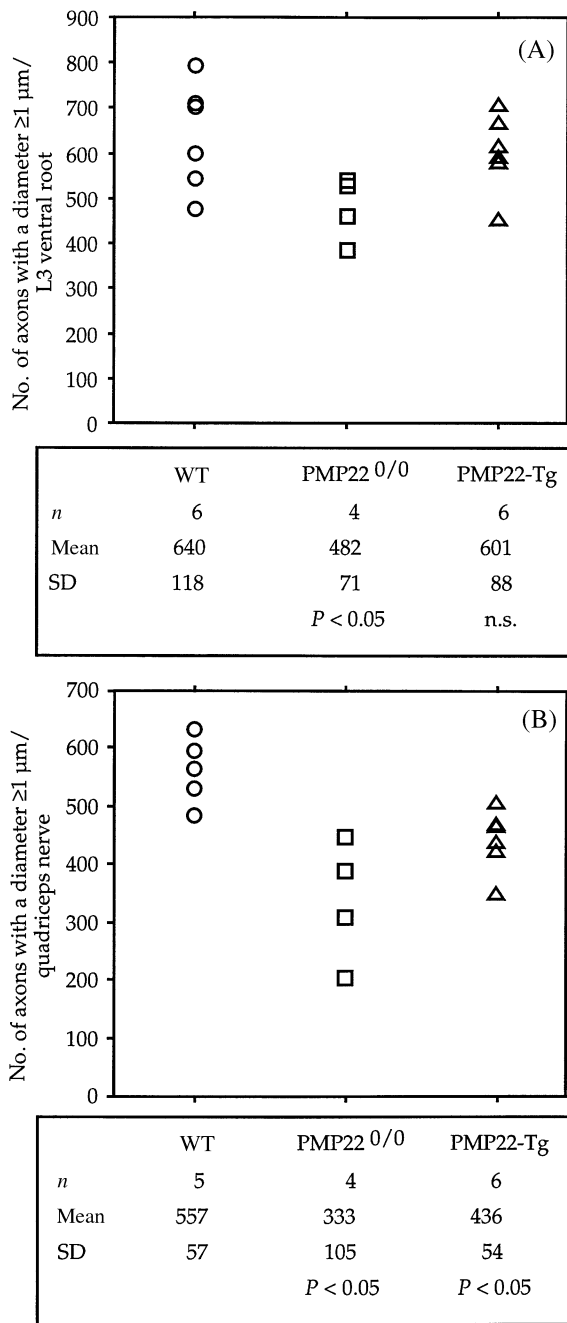 (A)
No. of axons with a diameter ≥1 µm/
L3 ventral root
900
800
700
600
500
400
300
200
100
0
WT PMP22 0/0 PMP22-Tg
n 6 4 6
Mean 640 482 601
SD 118 71 88
P < 0.05 n.s.
(B)
No. of axons with a diameter ≥1 µm/
quadriceps nerve
700
600
500
400
300
200
100
0
WT PMP22 0/0 PMP22-Tg
n 5 4 6
Mean 557 333 436
SD 57 105 54
P < 0.05 P < 0.05